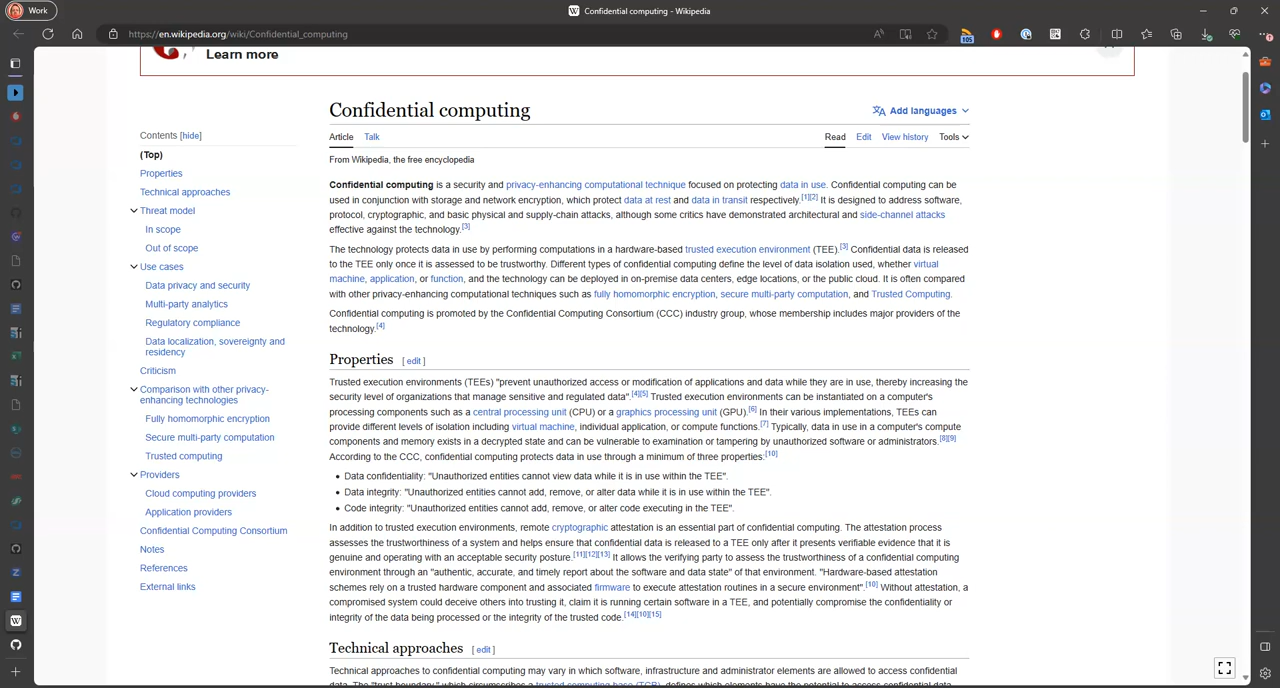 Work
Confidential computing - Wikipedia
https://en.wikipedia.org/wiki/Confidential_computing
105
Learn more
Confidential computing
Add languages
Contents [hide]
(Top)
Properties
Technical approaches
Threat model
In scope
Out of scope
Use cases
Data privacy and security
Multi-party analytics
Regulatory compliance
Data localization, sovereignty and
residency
Criticism
Comparison with other privacy-
enhancing technologies
Fully homomorphic encryption
Secure multi-party computation
Trusted computing
Providers
Cloud computing providers
Application providers
Confidential Computing Consortium
Notes
References
External links
Article Talk Read Edit View history Tools
From Wikipedia, the free encyclopedia
Confidential computing is a security and privacy-enhancing computational technique focused on protecting data in use. Confidential computing can be
used in conjunction with storage and network encryption, which protect data at rest and data in transit respectively.[1][2] It is designed to address software,
protocol, cryptographic, and basic physical and supply-chain attacks, although some critics have demonstrated architectural and side-channel attacks
effective against the technology.[3]
The technology protects data in use by performing computations in a hardware-based trusted execution environment (TEE).[3] Confidential data is released
to the TEE only once it is assessed to be trustworthy. Different types of confidential computing define the level of data isolation used, whether virtual
machine, application, or function, and the technology can be deployed in on-premise data centers, edge locations, or the public cloud. It is often compared
with other privacy-enhancing computational techniques such as fully homomorphic encryption, secure multi-party computation, and Trusted Computing.
Confidential computing is promoted by the Confidential Computing Consortium (CCC) industry group, whose membership includes major providers of the
technology.[4]
Properties [ edit ]
Trusted execution environments (TEEs) "prevent unauthorized access or modification of applications and data while they are in use, thereby increasing the
security level of organizations that manage sensitive and regulated data".[4][5] Trusted execution environments can be instantiated on a computer's
processing components such as a central processing unit (CPU) or a graphics processing unit (GPU).[6] In their various implementations, TEEs can
provide different levels of isolation including virtual machine, individual application, or compute functions.[7] Typically, data in use in a computer's compute
components and memory exists in a decrypted state and can be vulnerable to examination or tampering by unauthorized software or administrators.[8][9]
According to the CCC, confidential computing protects data in use through a minimum of three properties:[10]
• Data confidentiality: "Unauthorized entities cannot view data while it is in use within the TEE".
• Data integrity: "Unauthorized entities cannot add, remove, or alter data while it is in use within the TEE".
• Code integrity: "Unauthorized entities cannot add, remove, or alter code executing in the TEE".
In addition to trusted execution environments, remote cryptographic attestation is an essential part of confidential computing. The attestation process
assesses the trustworthiness of a system and helps ensure that confidential data is released to a TEE only after it presents verifiable evidence that it is
genuine and operating with an acceptable security posture.[11][12][13] It allows the verifying party to assess the trustworthiness of a confidential computing
environment through an "authentic, accurate, and timely report about the software and data state" of that environment. "Hardware-based attestation
schemes rely on a trusted hardware component and associated firmware to execute attestation routines in a secure environment".[10] Without attestation, a
compromised system could deceive others into trusting it, claim it is running certain software in a TEE, and potentially compromise the confidentiality or
integrity of the data being processed or the integrity of the trusted code.[14][10][15]
Technical approaches [ edit ]
Technical approaches to confidential computing may vary in which software, infrastructure and administrator elements are allowed to access confidential
data. The "trust boundary," which circumscribes a trusted computing base (TCB), defines which elements have the potential to access confidential data